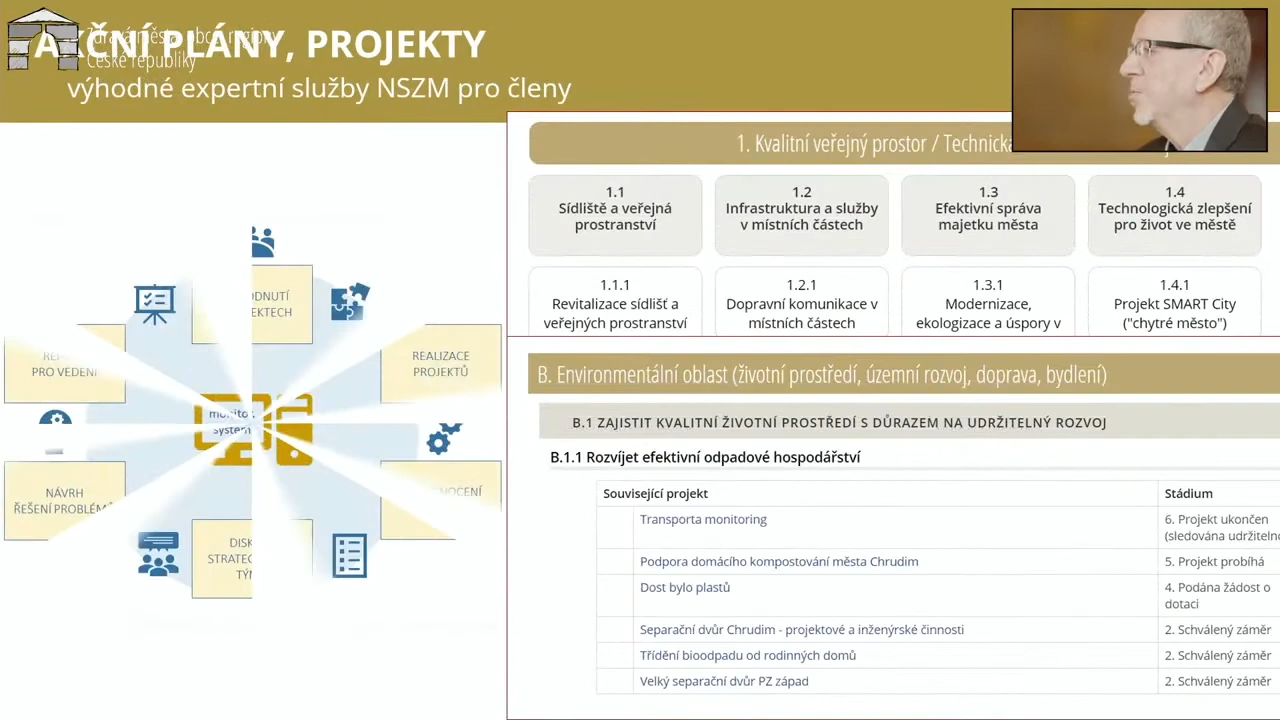 AKČNÍ PLÁNY, PROJEKTY
České republiky
výhodné expertní služby NSZM pro členy
1. Kvalitní veřejný prostor /
1.1
Sídliště a veřejná
prostranství
1.2
Infrastruktura a služby
v místních částech
1.3
Efektivní správa
majetku města
1.4
Technologická zlepšení
pro život ve městě
1.1.1
Revitalizace sídlišť a
veřejných prostranství
1.2.1
Dopravní komunikace v
místních částech
1.3.1
Modernizace,
ekologizace a úspory v
1.4.1
Projekt SMART City
("chytré město")
PRO VEDENÍ
REALIZACE
PROJEKTŮ
monitor
system
NÁVRH
ŘEŠENÍ PROBLÉM
B. Environmentální oblast (životní prostředí, územní rozvoj, doprava, bydlení)
B.1 ZAJISTIT KVALITNÍ ŽIVOTNÍ PROSTŘEDÍ S DŮRAZEM NA UDRŽITELNÝ ROZVOJ
B.1.1 Rozvíjet efektivní odpadové hospodářství
Související projekt Stádium
Transporta monitoring 6. Projekt ukončen
(sledována
Podpora domácího kompostování města Chrudim 5. Projekt probíhá
Dost bylo plastů 4. Podána žádost o
dotaci
Separační dvůr Chrudim - projektové a inženýrské činnosti 2. Schválený záměr
Třídění bioodpadu od rodinných domů 2. Schválený záměr
Velký separační dvůr PZ západ 2. Schválený záměr